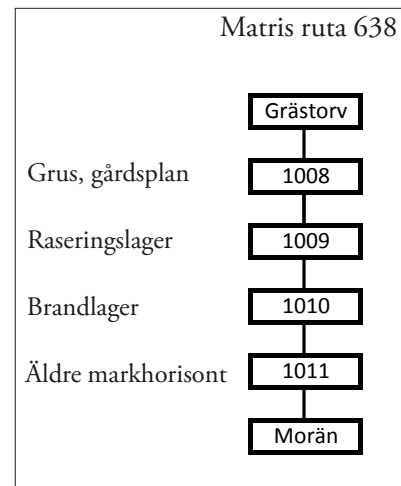 Matris ruta 638
Grästorv
Grus, gårdsplan 1008
Raseringslager 1009
Brandlager 1010
Äldre markhorisont 1011
Morän